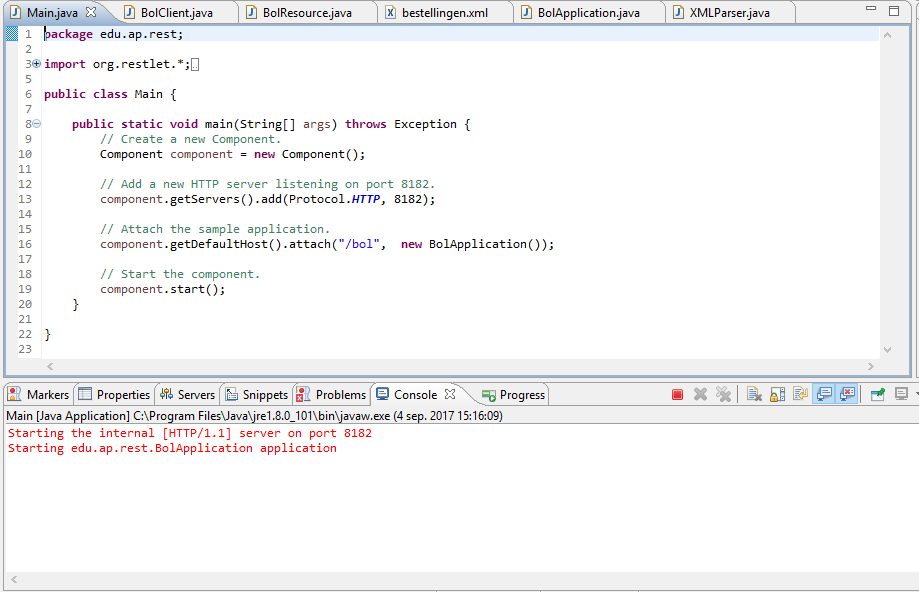 Main.java BolClient.java BolResource.java bestellingen.xml BolApplication.java XMLParser.java
1 package edu.ap.rest;
2
3 import org.restlet.*;
5
6 public class Main {
7
8 public static void main(String[] args) throws Exception {
9 // Create a new Component.
10 Component component = new Component();
11
12 // Add a new HTTP server listening on port 8182.
13 component.getServers().add(Protocol.HTTP, 8182);
14
15 // Attach the sample application.
16 component.getDefaultHost().attach("/bol",  new BolApplication());
17
18 // Start the component.
19 component.start();
20 }
21
22 }
23
Markers Properties Servers Snippets Problems Console Progress
Main [Java Application] C:\Program Files\Java\jre1.8.0_101\bin\javaw.exe (4 sep. 2017 15:16:09)
Starting the internal [HTTP/1.1] server on port 8182
Starting edu.ap.rest.BolApplication application